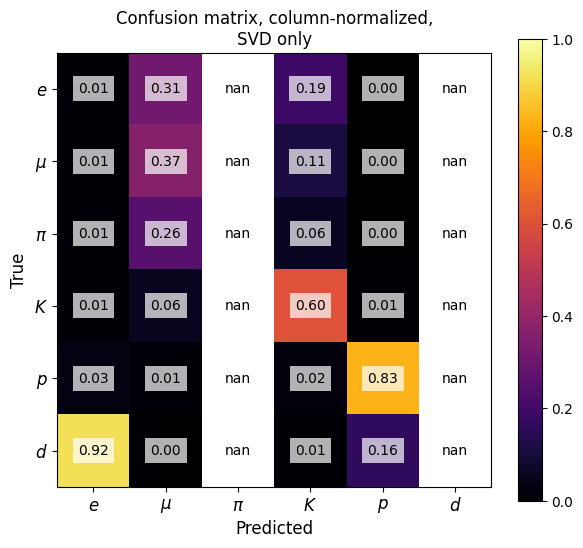 Confusion matrix, column-normalized,
SVD only
1.0
0.8
0.6
0.4
0.2
0.0
True
e 0.01 0.31 nan 0.19 0.00 nan
μ 0.01 0.37 nan 0.11 0.00 nan
π 0.01 0.26 nan 0.06 0.00 nan
K 0.01 0.06 nan 0.60 0.01 nan
p 0.03 0.01 nan 0.02 0.83 nan
d 0.92 0.00 nan 0.01 0.16 nan
e μ π K p d
Predicted